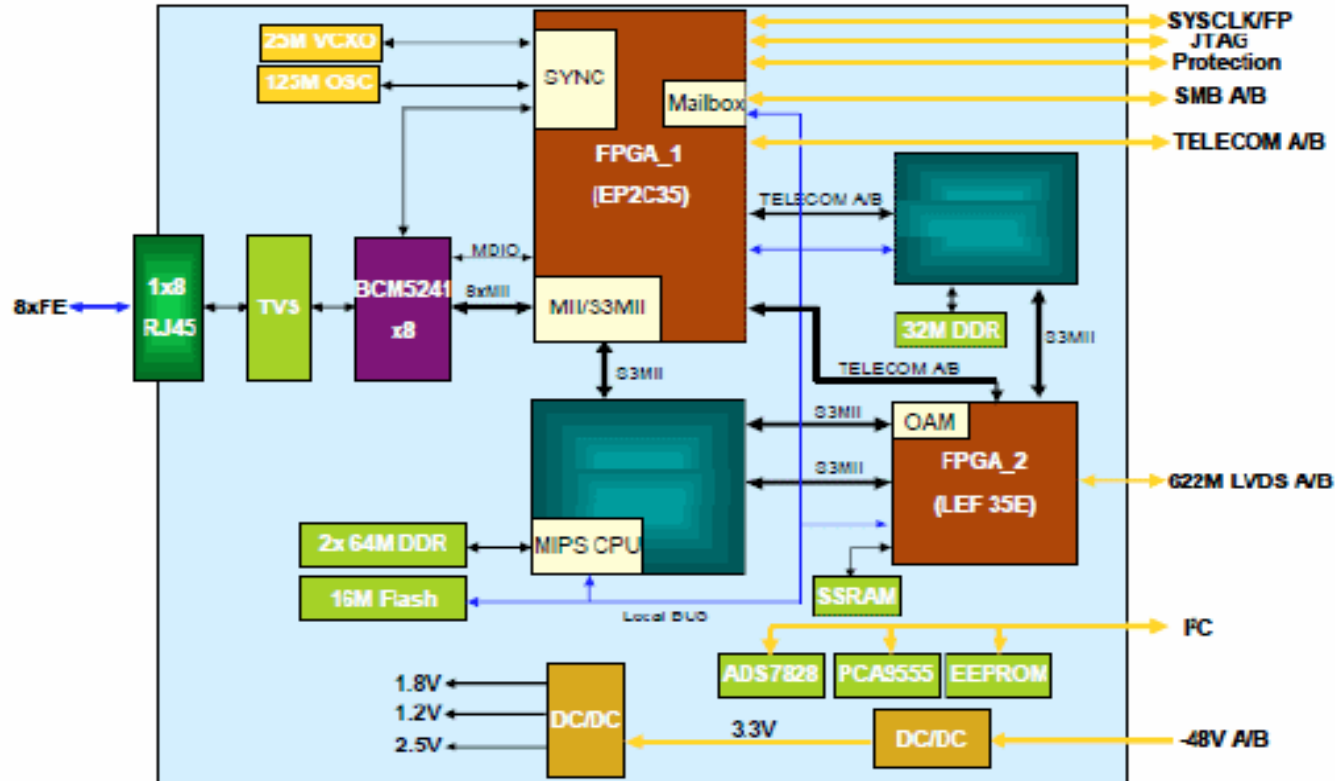 SYSCLK/FP
JTAG
Protection
SMB A/B
TELECOM A/B
25M VCXO
125M OSC
SYNC
Mailbox
FPGA_1
(EP2C35)
TELECOM A/B
MDIO
8xMII
MII/S3MII
8xFE
1x8
RJ45
TVS
BCM5241
x8
32M DDR
S3MII
S3MII
TELECOM A/B
S3MII
S3MII
OAM
FPGA_2
(LEF 35E)
622M LVDS A/B
MIPS CPU
2x 64M DDR
16M Flash
Local BUS
SSRAM
I²C
ADS7828
PCA9555
EEPROM
1.8V
1.2V
2.5V
DC/DC
3.3V
DC/DC
-48V A/B